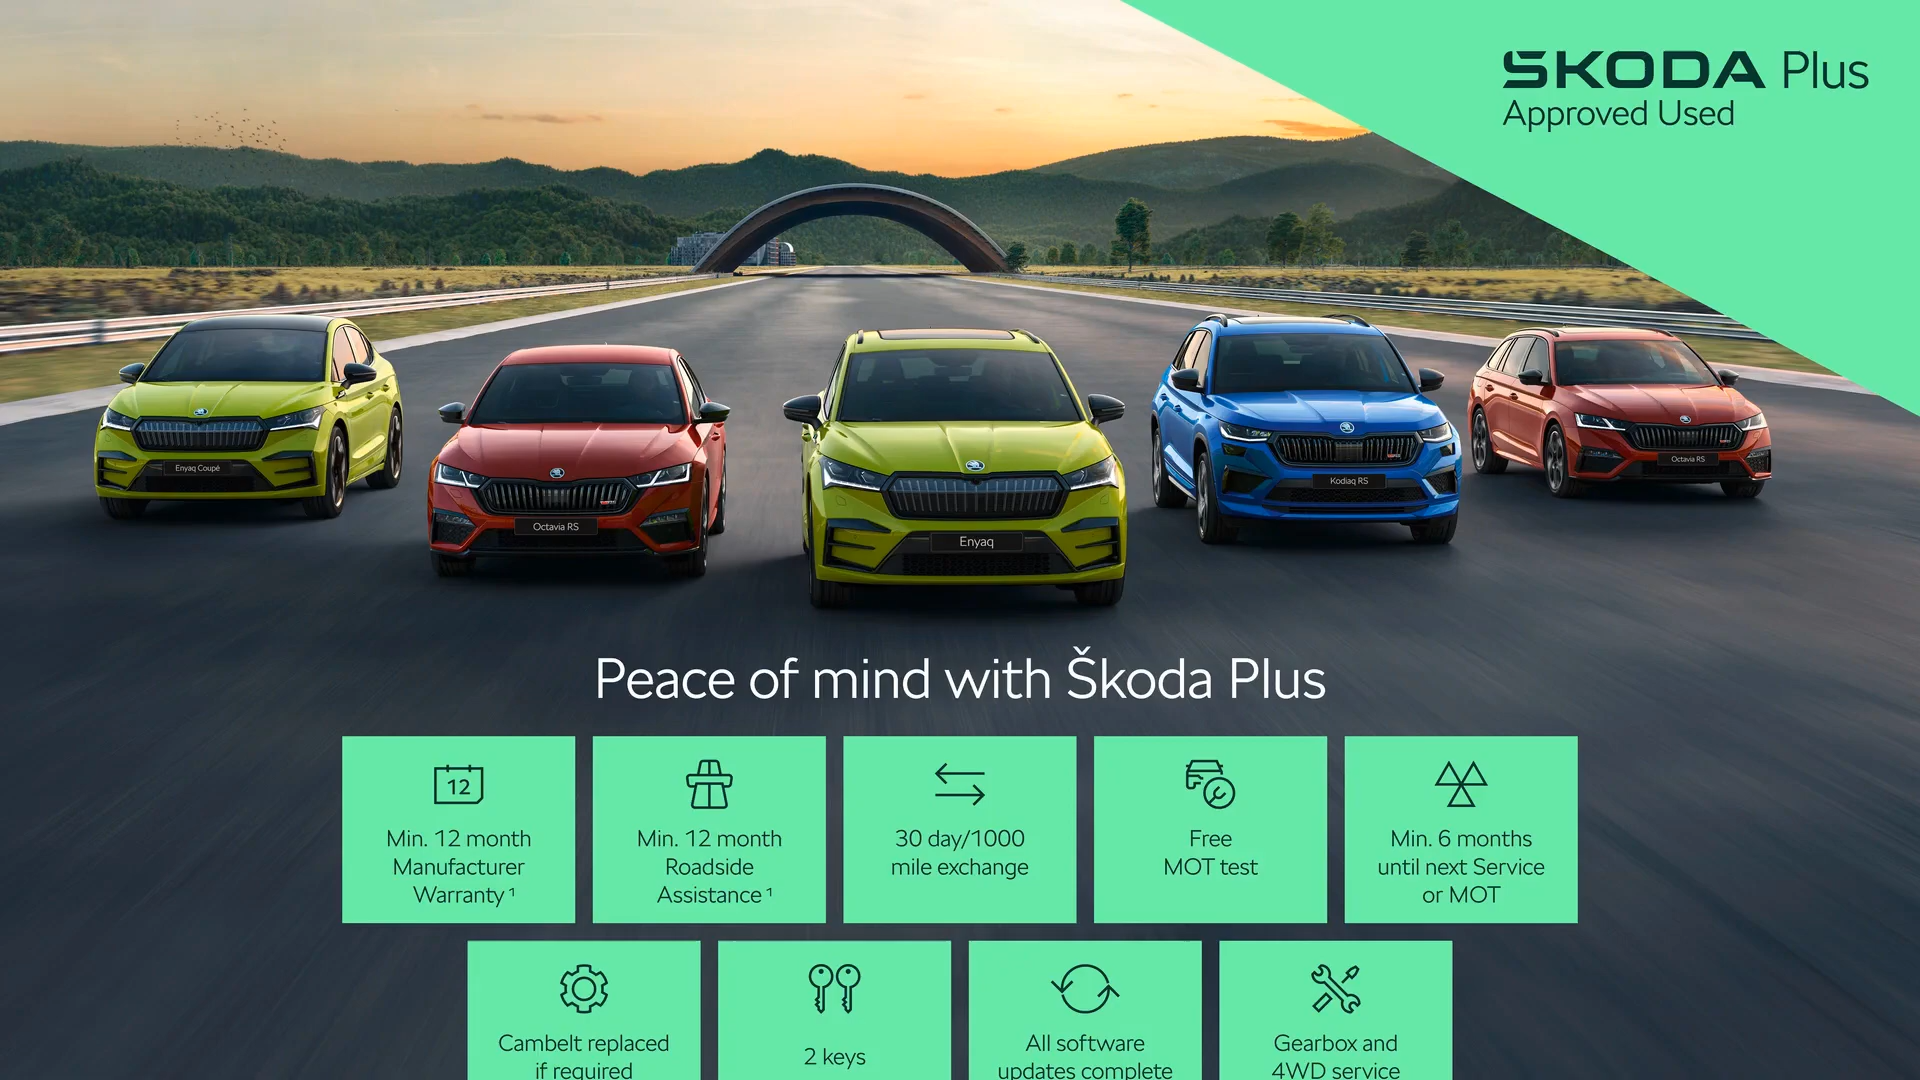 ŠKODA Plus
Approved Used
Enyaq Coupé
Octavia RS
Enyaq
Kodiaq RS
Octavia RS
Peace of mind with Škoda Plus
12
Min. 12 month
Manufacturer
Warranty ¹
Min. 12 month
Roadside
Assistance ¹
30 day/1000
mile exchange
Free
MOT test
Min. 6 months
until next Service
or MOT
Cambelt replaced
if required
2 keys
All software
updates complete
Gearbox and
4WD service